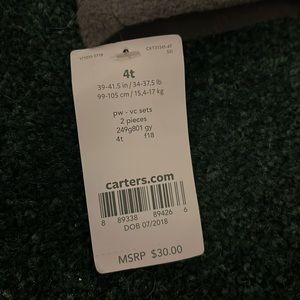 4t
39-41.5 in / 34-37.5 lb
99-105 cm / 15,4-17 kg
pw - vc sets
2 pieces
249g801 gy
4t f18
carters.com
8 89338 89426 6
DOB 07/2018
MSRP $30.00